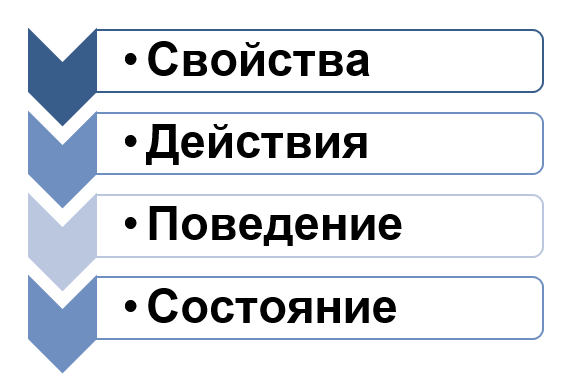 • Свойства
• Действия
• Поведение
• Состояние